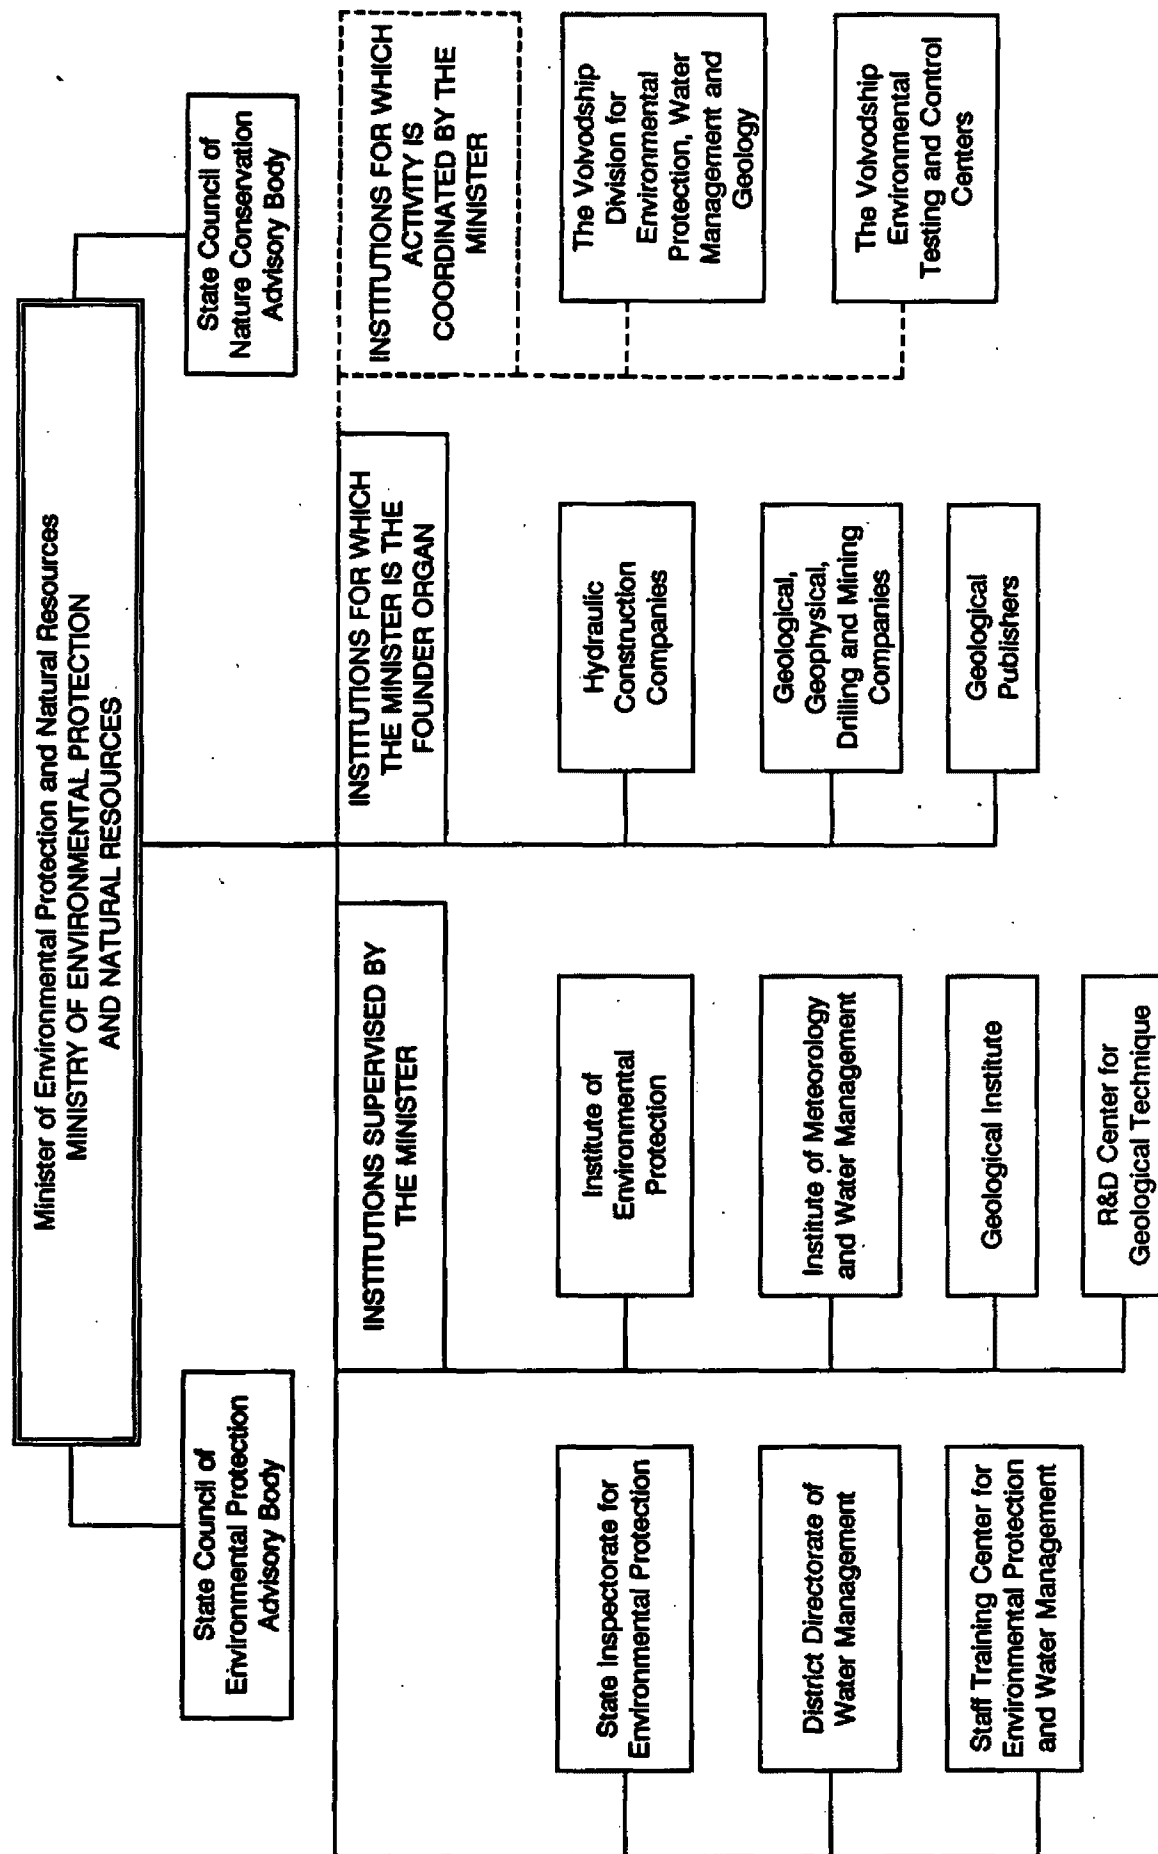 Minister of Environmental Protection and Natural Resources
MINISTRY OF ENVIRONMENTAL PROTECTION
AND NATURAL RESOURCES
State Council of
Environmental Protection
Advisory Body
State Council of
Nature Conservation
Advisory Body
INSTITUTIONS SUPERVISED BY
THE MINISTER
INSTITUTIONS FOR WHICH
THE MINISTER IS THE
FOUNDER ORGAN
INSTITUTIONS FOR WHICH
ACTIVITY IS
COORDINATED BY THE
MINISTER
State Inspectorate for
Environmental Protection
District Directorate of
Water Management
Staff Training Center for
Environmental Protection
and Water Management
Institute of
Environmental
Protection
Institute of Meteorology
and Water Management
Geological Institute
R&D Center for
Geological Technique
Hydraulic
Construction
Companies
Geological,
Geophysical,
Drilling and Mining
Companies
Geological
Publishers
The Volvodship
Division for
Environmental
Protection, Water
Management and
Geology
The Volvodship
Environmental
Testing and Control
Centers